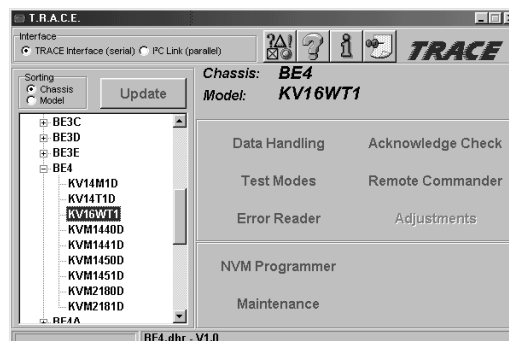 T.R.A.C.E.
Interface
TRACE Interface (serial) I²C Link (parallel)
TRACE
Sorting
Chassis
Model
Update
Chassis: BE4
Model: KV16WT1
BE3C
BE3D
BE3E
BE4
KV14M1D
KV14T1D
KV16WT1
KVM1440D
KVM1441D
KVM1450D
KVM1451D
KVM2180D
KVM2181D
BE4A
Data Handling Acknowledge Check
Test Modes Remote Commander
Error Reader Adjustments
NVM Programmer
Maintenance
BE4.dhr - V1.0